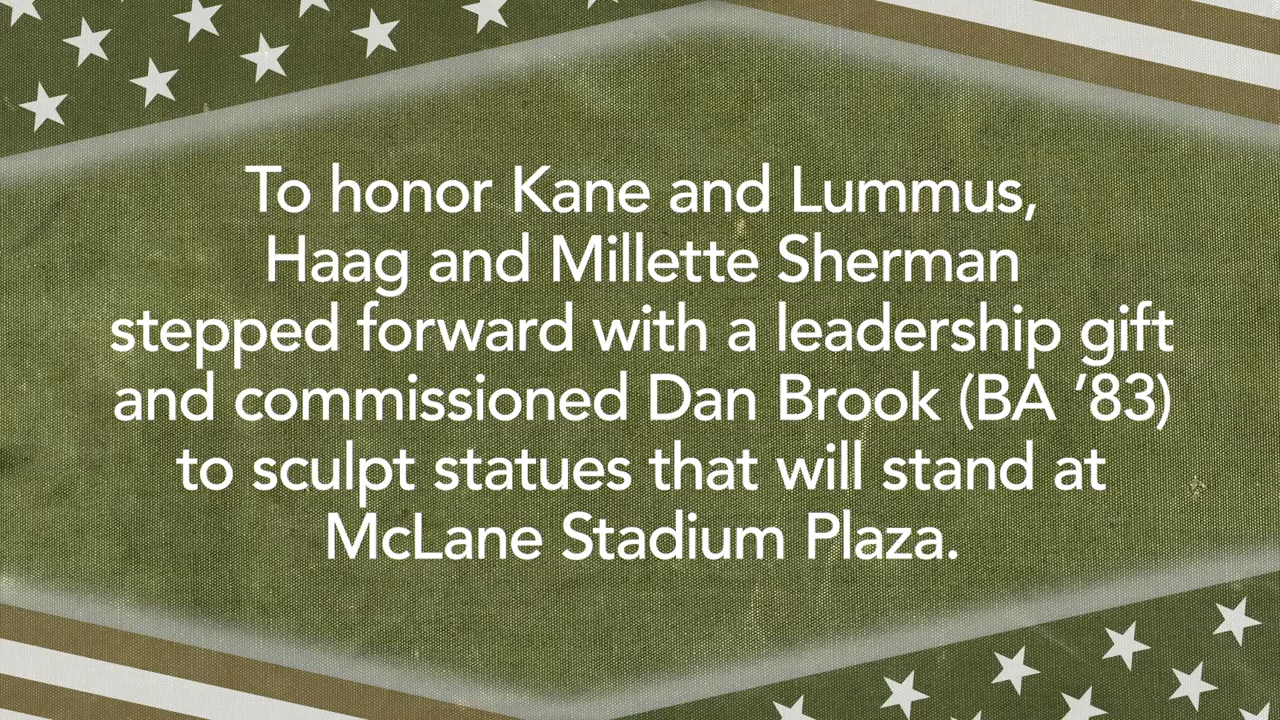 To honor Kane and Lummus,
Haag and Millette Sherman
stepped forward with a leadership gift
and commissioned Dan Brook (BA ’83)
to sculpt statues that will stand at
McLane Stadium Plaza.